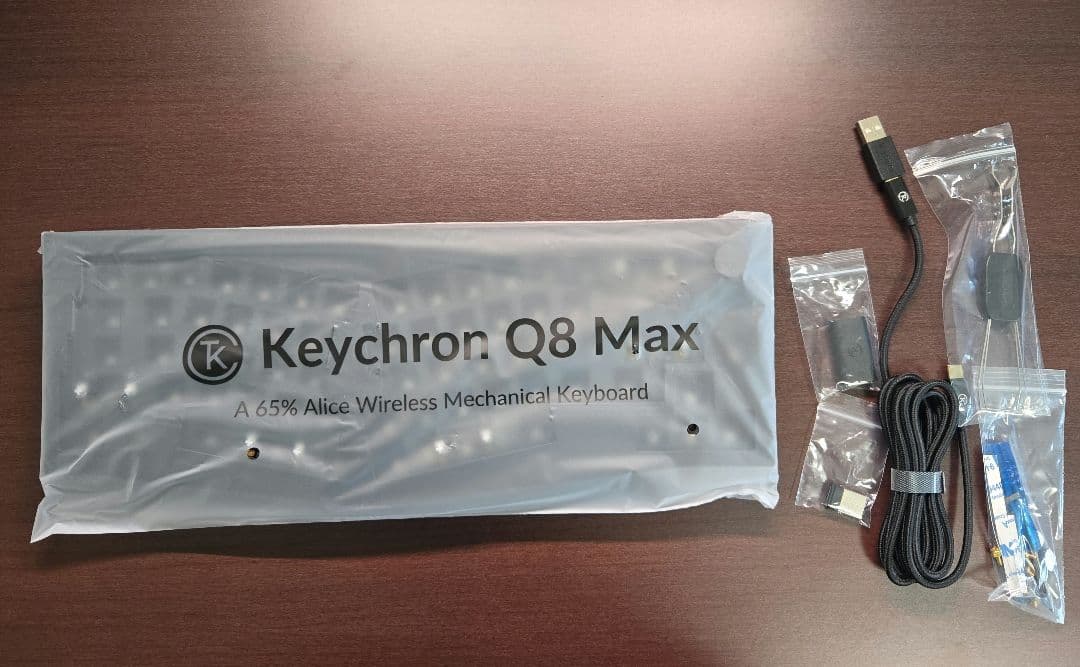 Keychron Q8 Max
A 65% Alice Wireless Mechanical Keyboard